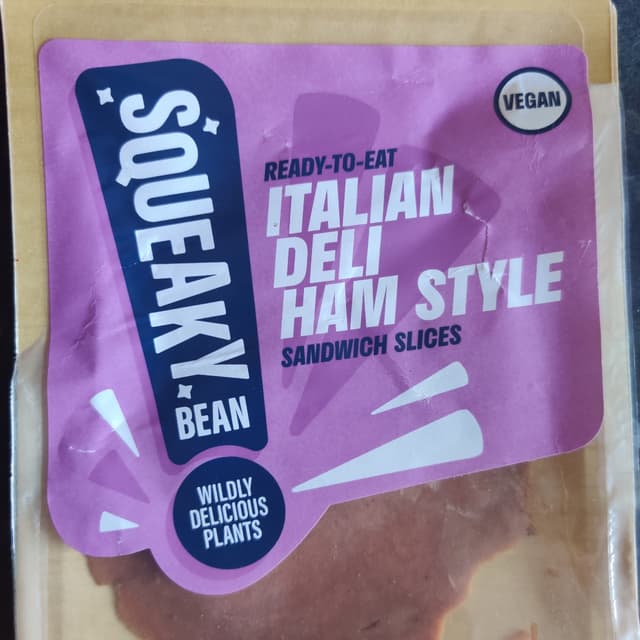 SQUEAKY
BEAN
WILDLY
DELICIOUS
PLANTS
READY-TO-EAT
ITALIAN
DELI
HAM STYLE
SANDWICH SLICES
VEGAN